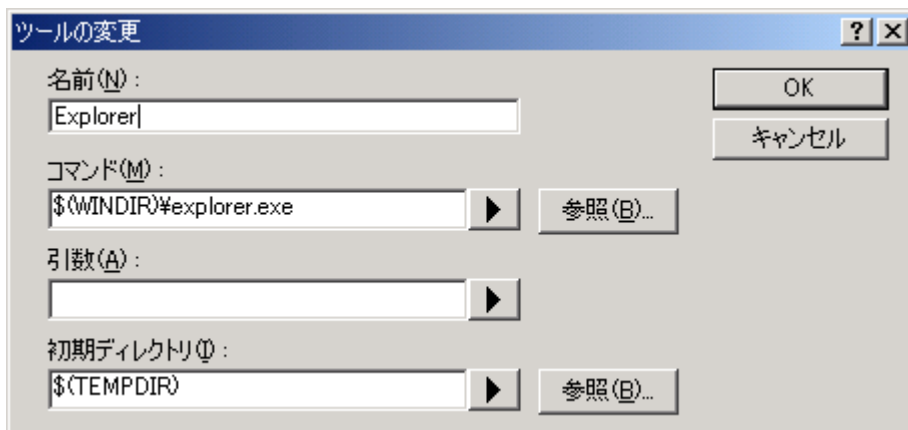 ツールの変更
名前(N):
Explorer
OK
キャンセル
コマンド(M):
$(WINDIR)¥explorer.exe
参照(B)...
引数(A):
初期ディレクトリ(I):
$(TEMPDIR)
参照(B)...